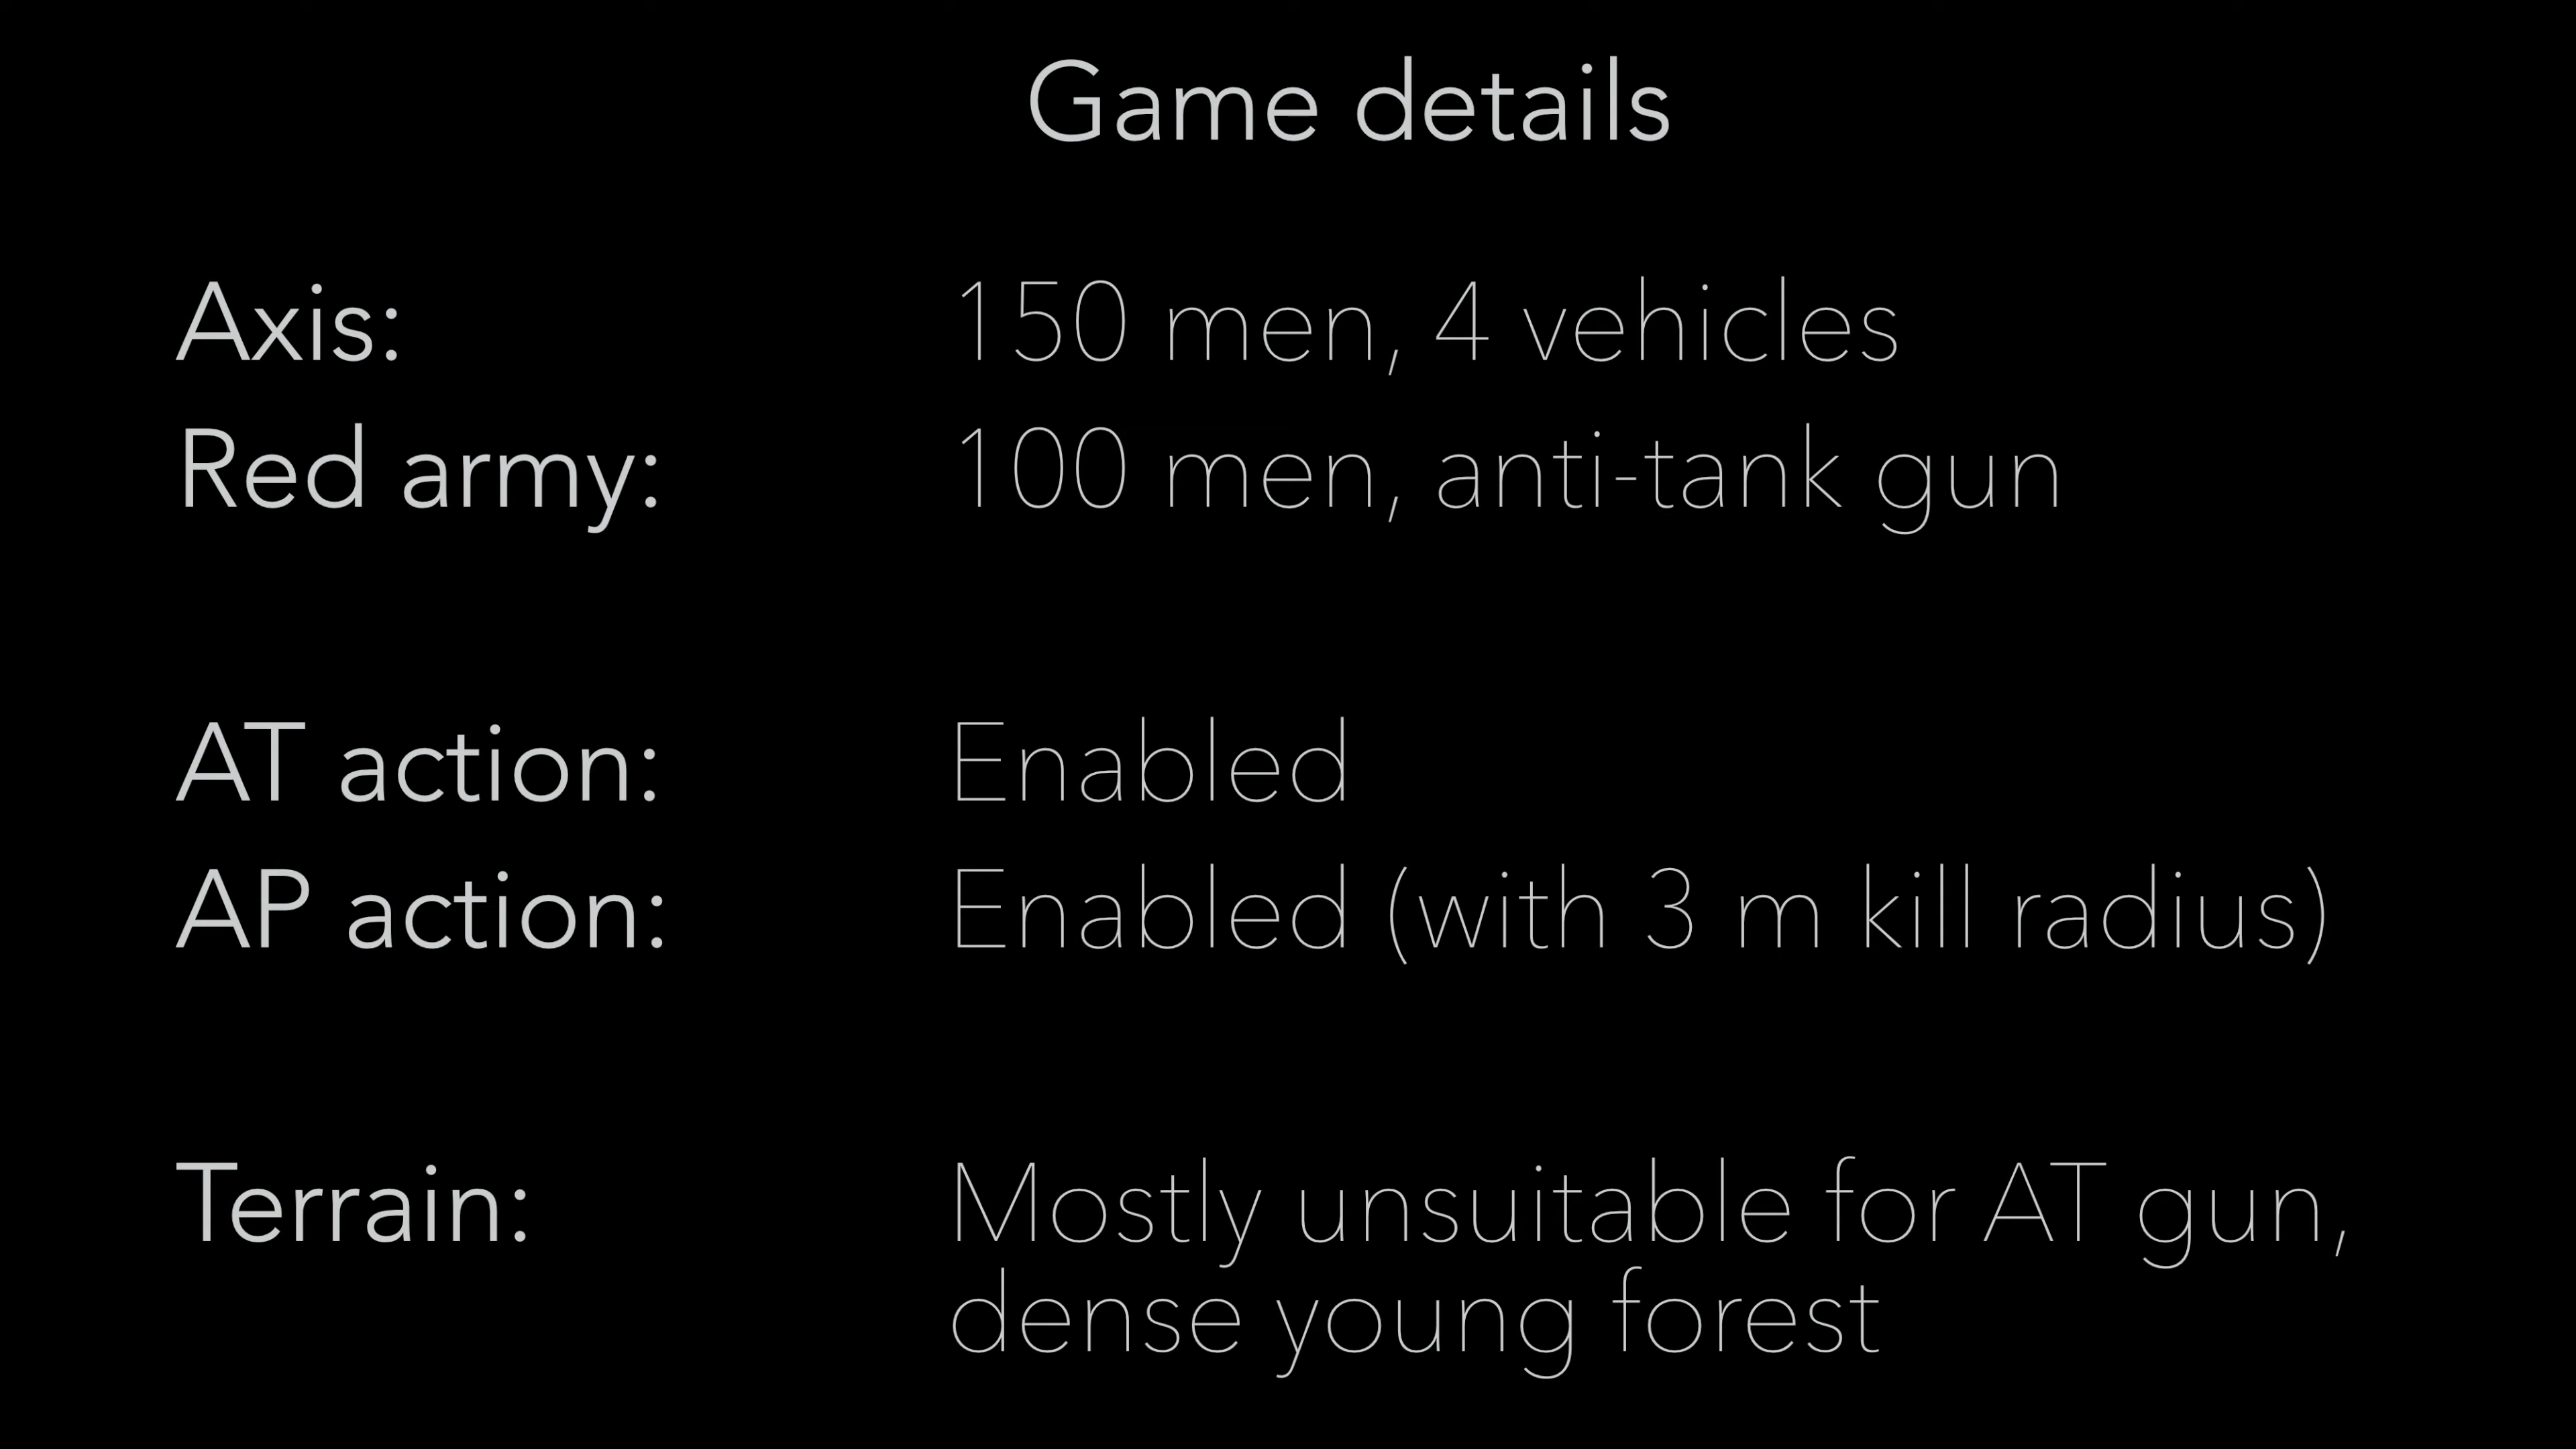 Game details
Axis: 150 men, 4 vehicles
Red army: 100 men, anti-tank gun
AT action: Enabled
AP action: Enabled (with 3 m kill radius)
Terrain: Mostly unsuitable for AT gun,
dense young forest